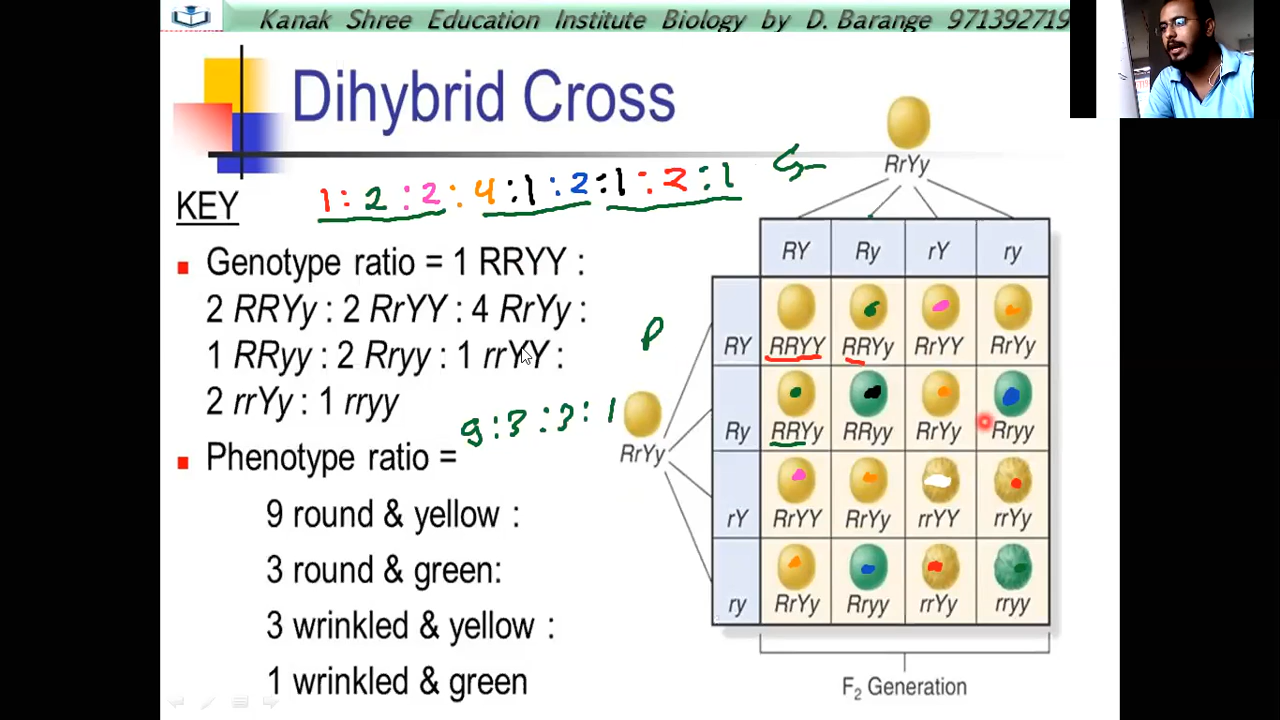 Kanak Shree Education Institute Biology by D. Barange 971392719
Dihybrid Cross
KEY
1 : 2 : 2 : 4 : 1 : 2 : 1 : 2 : 1
Genotype ratio = 1 RRYY :
2 RRYy : 2 RrYY : 4 RrYy :
1 RRyy : 2 Rryy : 1 rrYY :
2 rrYy : 1 rryy
P
9 : 3 : 3 : 1
Phenotype ratio =
9 round & yellow :
3 round & green:
3 wrinkled & yellow :
1 wrinkled & green
RrYy
RY Ry rY ry
RY RRYY RRYy RrYY RrYy
Ry RRYy RRyy RrYy Rryy
RrYy
rY RrYY RrYy rrYY rrYy
ry RrYy Rryy rrYy rryy
F2 Generation